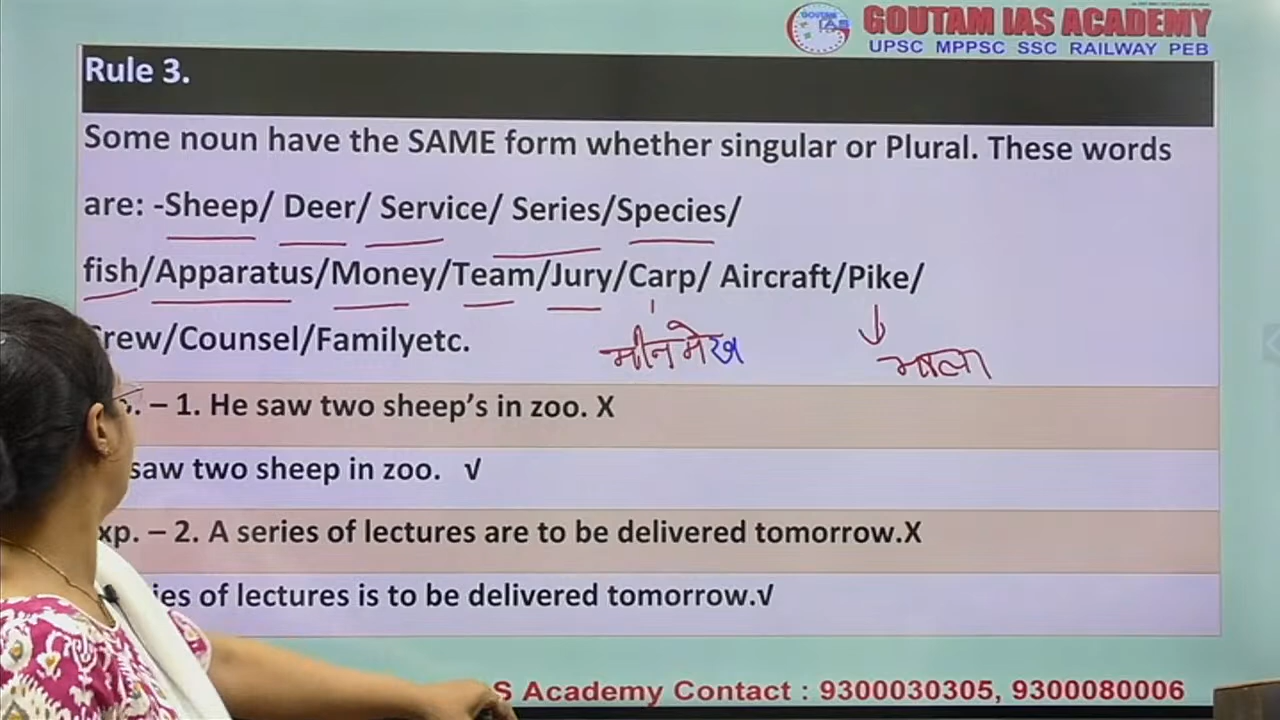 GOUTAM IAS ACADEMY
UPSC MPPSC SSC RAILWAY PEB
Rule 3.
Some noun have the SAME form whether singular or Plural. These words
are: -Sheep/ Deer/ Service/ Series/Species/
fish/Apparatus/Money/Team/Jury/Carp/ Aircraft/Pike/
rew/Counsel/Familyetc.
मीनमेख
भाला
. – 1. He saw two sheep's in zoo. X
saw two sheep in zoo. √
xp. – 2. A series of lectures are to be delivered tomorrow.X
ies of lectures is to be delivered tomorrow.√
S Academy Contact : 9300030305, 9300080006